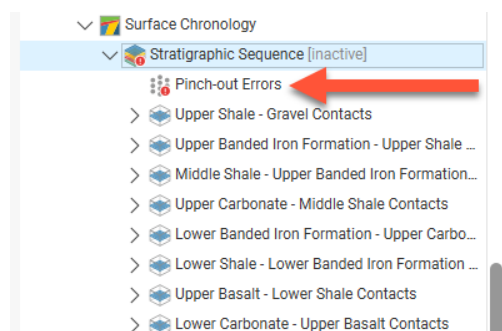 Surface Chronology
Stratigraphic Sequence [inactive]
Pinch-out Errors
Upper Shale - Gravel Contacts
Upper Banded Iron Formation - Upper Shale ...
Middle Shale - Upper Banded Iron Formation...
Upper Carbonate - Middle Shale Contacts
Lower Banded Iron Formation - Upper Carbo...
Lower Shale - Lower Banded Iron Formation ...
Upper Basalt - Lower Shale Contacts
Lower Carbonate - Upper Basalt Contacts